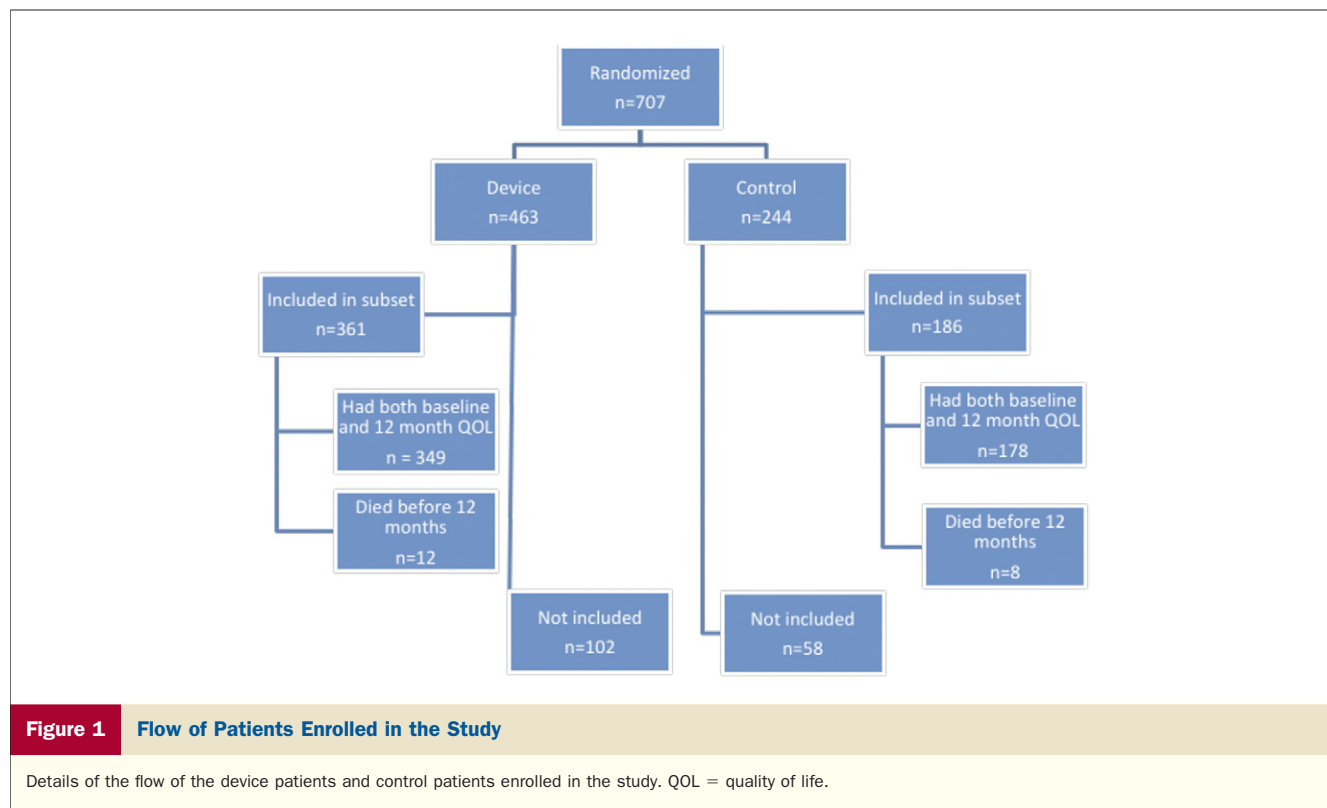 Randomized
n=707
Device
n=463
Control
n=244
Included in subset
n=361
Included in subset
n=186
Had both baseline
and 12 month QOL
n = 349
Had both baseline
and 12 month QOL
n=178
Died before 12
months
n=12
Died before 12
months
n=8
Not included
n=102
Not included
n=58
Figure 1 Flow of Patients Enrolled in the Study
Details of the flow of the device patients and control patients enrolled in the study. QOL = quality of life.